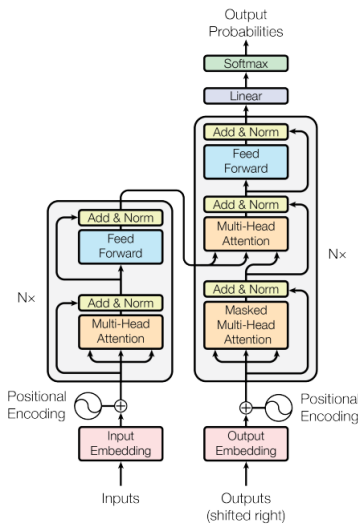 Output
Probabilities
Softmax
Linear
Add & Norm
Feed
Forward
Add & Norm
Multi-Head
Attention
Add & Norm
Masked
Multi-Head
Attention
Nx
Add & Norm
Feed
Forward
Add & Norm
Multi-Head
Attention
Nx
Positional
Encoding
Positional
Encoding
Input
Embedding
Output
Embedding
Inputs
Outputs
(shifted right)